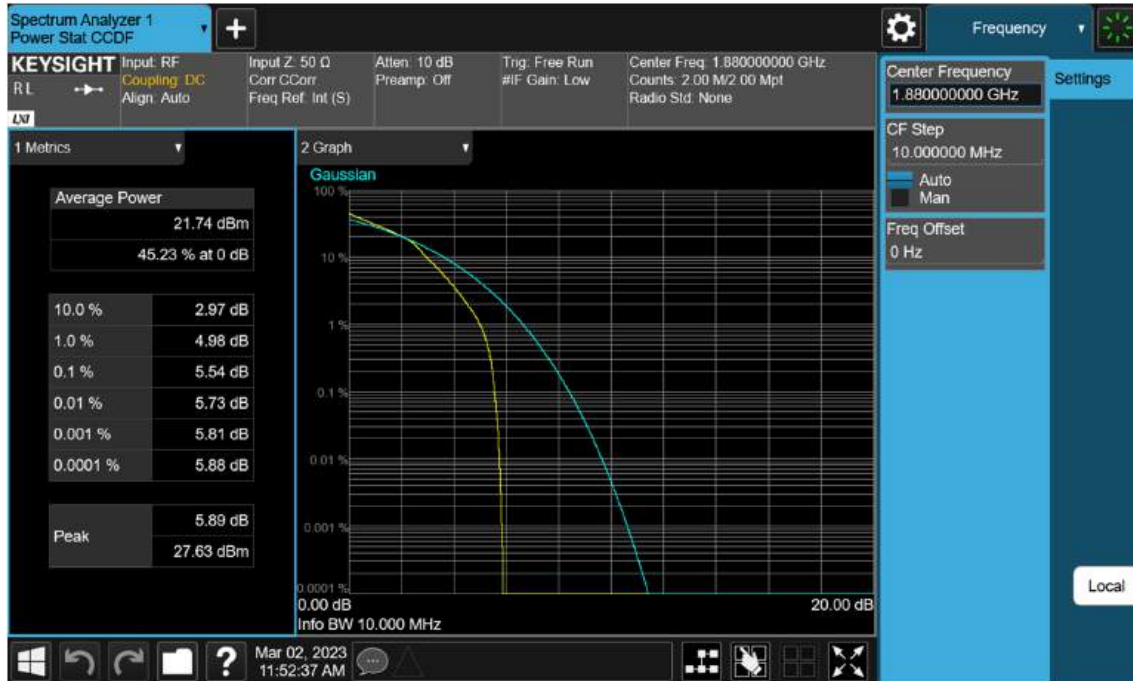 Spectrum Analyzer 1
Power Stat CCDF
Frequency
KEYSIGHT
RL
LXI
Input: RF
Coupling: DC
Align: Auto
Input Z: 50 Ω
Corr CCorr
Freq Ref: Int (S)
Atten: 10 dB
Preamp: Off
Trig: Free Run
#IF Gain: Low
Center Freq: 1.880000000 GHz
Counts: 2.00 M/2.00 Mpt
Radio Std: None
Center Frequency
1.880000000 GHz
Settings
CF Step
10.000000 MHz
Auto
Man
Freq Offset
0 Hz
1 Metrics
Average Power
21.74 dBm
45.23 % at 0 dB
10.0 % 2.97 dB
1.0 % 4.98 dB
0.1 % 5.54 dB
0.01 % 5.73 dB
0.001 % 5.81 dB
0.0001 % 5.88 dB
Peak
5.89 dB
27.63 dBm
2 Graph
Gaussian
100 %
10 %
1 %
0.1 %
0.01 %
0.001 %
0.0001 %
0.00 dB 20.00 dB
Info BW 10.000 MHz
Local
?
Mar 02, 2023
11:52:37 AM